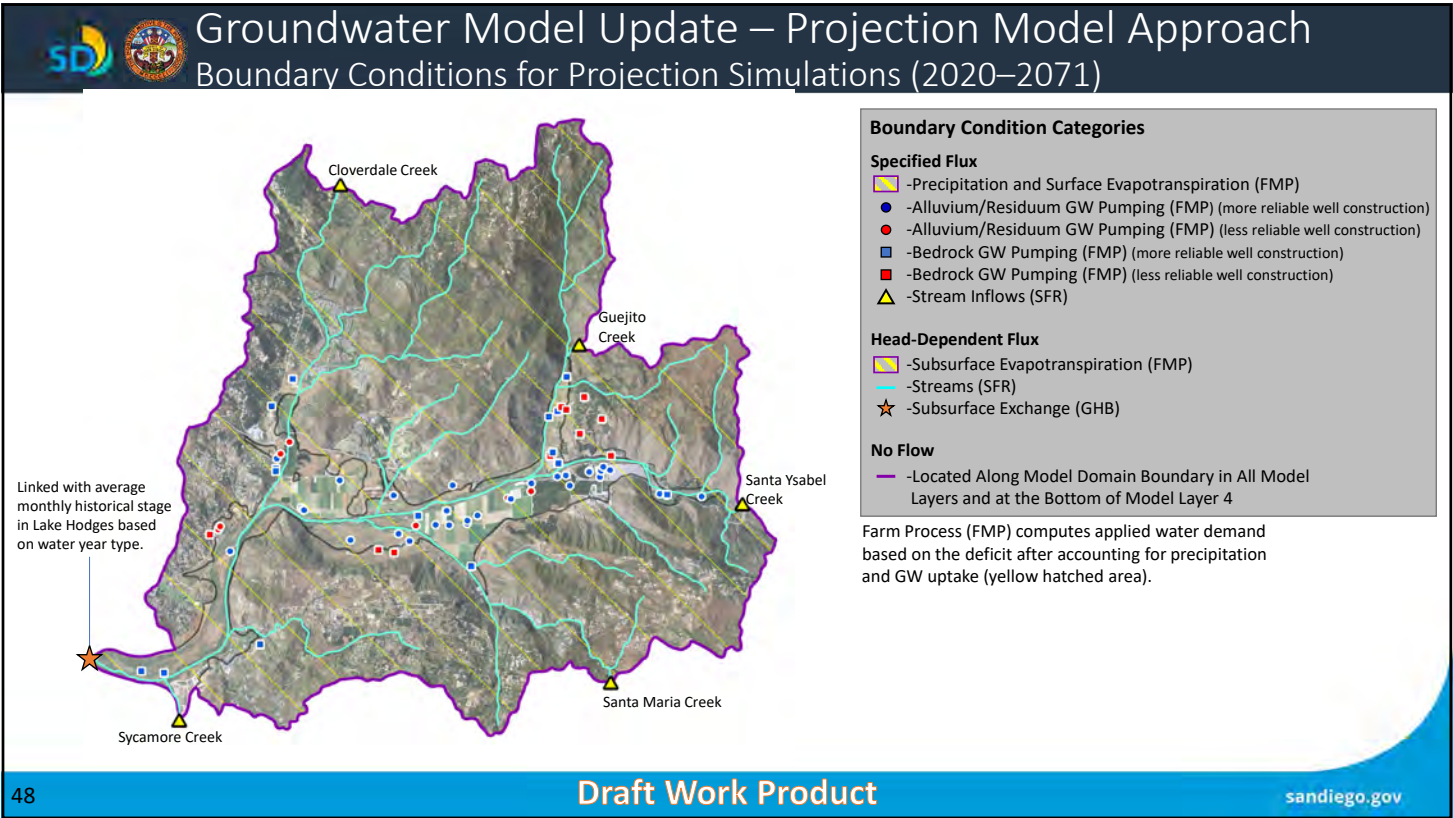 SD
Groundwater Model Update – Projection Model Approach
Boundary Conditions for Projection Simulations (2020–2071)
Cloverdale Creek
Guejito
Creek
Santa Ysabel
Creek
Linked with average
monthly historical stage
in Lake Hodges based
on water year type.
Santa Maria Creek
Sycamore Creek
Boundary Condition Categories
Specified Flux
-Precipitation and Surface Evapotranspiration (FMP)
-Alluvium/Residuum GW Pumping (FMP) (more reliable well construction)
-Alluvium/Residuum GW Pumping (FMP) (less reliable well construction)
-Bedrock GW Pumping (FMP) (more reliable well construction)
-Bedrock GW Pumping (FMP) (less reliable well construction)
-Stream Inflows (SFR)
Head-Dependent Flux
-Subsurface Evapotranspiration (FMP)
-Streams (SFR)
-Subsurface Exchange (GHB)
No Flow
-Located Along Model Domain Boundary in All Model
Layers and at the Bottom of Model Layer 4
Farm Process (FMP) computes applied water demand
based on the deficit after accounting for precipitation
and GW uptake (yellow hatched area).
48
Draft Work Product
sandiego.gov